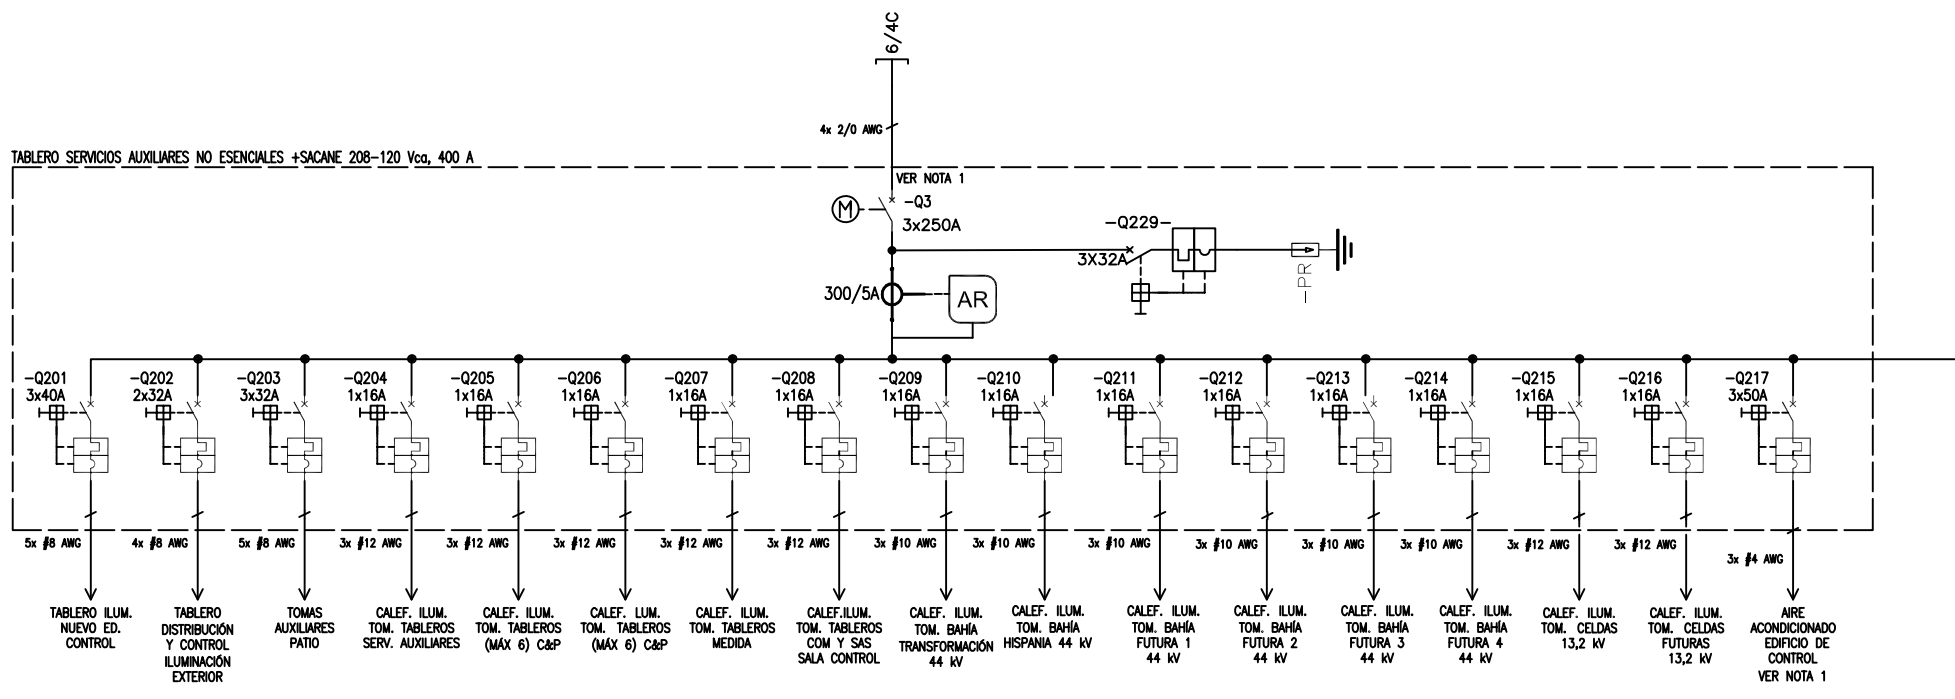 6/4C
4x 2/0 AWG
TABLERO SERVICIOS AUXILIARES NO ESENCIALES +SACANE 208-120 Vca, 400 A
VER NOTA 1
M
-Q3
3x250A
-Q229-
3X32A
-PR
300/5A
AR
-Q201
3x40A
-Q202
2x32A
-Q203
3x32A
-Q204
1x16A
-Q205
1x16A
-Q206
1x16A
-Q207
1x16A
-Q208
1x16A
-Q209
1x16A
-Q210
1x16A
-Q211
1x16A
-Q212
1x16A
-Q213
1x16A
-Q214
1x16A
-Q215
1x16A
-Q216
1x16A
-Q217
3x50A
5x #8 AWG
4x #8 AWG
5x #8 AWG
3x #12 AWG
3x #12 AWG
3x #12 AWG
3x #12 AWG
3x #12 AWG
3x #10 AWG
3x #10 AWG
3x #10 AWG
3x #10 AWG
3x #10 AWG
3x #10 AWG
3x #12 AWG
3x #12 AWG
3x #4 AWG
TABLERO ILUM.
NUEVO ED.
CONTROL
TABLERO
DISTRIBUCIÓN
Y CONTROL
ILUMINACIÓN
EXTERIOR
TOMAS
AUXILIARES
PATIO
CALEF. ILUM.
TOM. TABLEROS
SERV. AUXILIARES
CALEF. ILUM.
TOM. TABLEROS
(MÁX 6) C&P
CALEF. LUM.
TOM. TABLEROS
(MÁX 6) C&P
CALEF. ILUM.
TOM. TABLEROS
MEDIDA
CALEF.ILUM.
TOM. TABLEROS
COM Y SAS
SALA CONTROL
CALEF. ILUM.
TOM. BAHÍA
TRANSFORMACIÓN
44 kV
CALEF. ILUM.
TOM. BAHÍA
HISPANIA 44 kV
CALEF. ILUM.
TOM. BAHÍA
FUTURA 1
44 kV
CALEF. ILUM.
TOM. BAHÍA
FUTURA 2
44 kV
CALEF. ILUM.
TOM. BAHÍA
FUTURA 3
44 kV
CALEF. ILUM.
TOM. BAHÍA
FUTURA 4
44 kV
CALEF. ILUM.
TOM. CELDAS
13,2 kV
CALEF. ILUM.
TOM. CELDAS
FUTURAS
13,2 kV
AIRE
ACONDICIONADO
EDIFICIO DE
CONTROL
VER NOTA 1